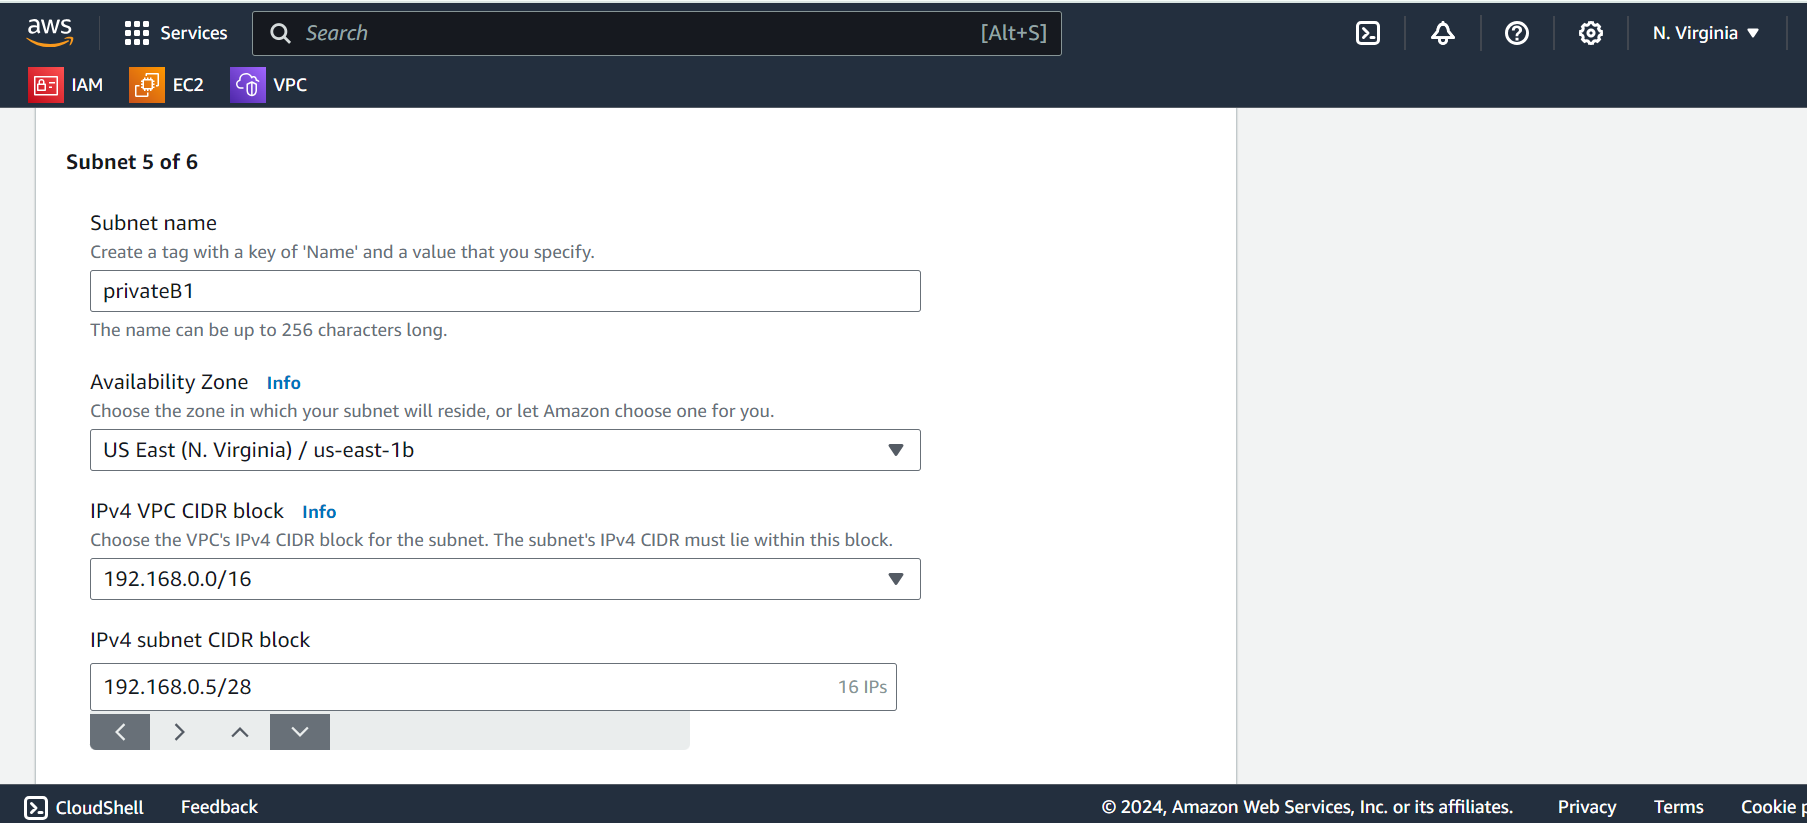 aws Services Search [Alt+S] N. Virginia
IAM EC2 VPC
Subnet 5 of 6
Subnet name
Create a tag with a key of 'Name' and a value that you specify.
privateB1
The name can be up to 256 characters long.
Availability Zone Info
Choose the zone in which your subnet will reside, or let Amazon choose one for you.
US East (N. Virginia) / us-east-1b
IPv4 VPC CIDR block Info
Choose the VPC's IPv4 CIDR block for the subnet. The subnet's IPv4 CIDR must lie within this block.
192.168.0.0/16
IPv4 subnet CIDR block
192.168.0.5/28 16 IPs
CloudShell Feedback © 2024, Amazon Web Services, Inc. or its affiliates. Privacy Terms Cookie